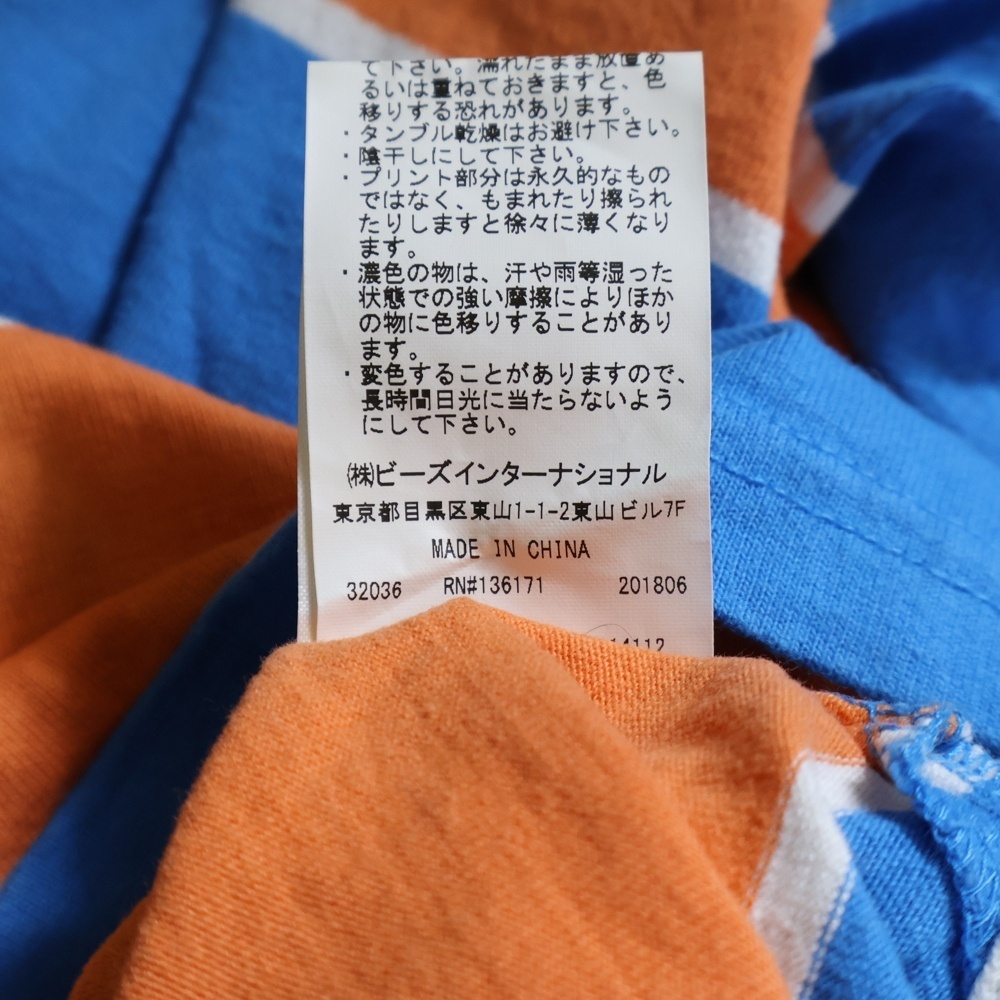 て下さい。濡れたまま放置あ
るいは重ねておきますと、色
移りする恐れがあります。
・タンブル乾燥はお避け下さい。
・陰干しにして下さい。
・プリント部分は永久的なもの
ではなく、もまれたり擦られ
たりしますと徐々に薄くなり
ます。
・濃色の物は、汗や雨等湿った
状態での強い摩擦によりほか
の物に色移りすることがあり
ます。
・変色することがありますので、
長時間日光に当たらないよう
にして下さい。
㈱ビーズインターナショナル
東京都目黒区東山1-1-2東山ビル7F
MADE IN CHINA
32036 RN#136171 201806
14112